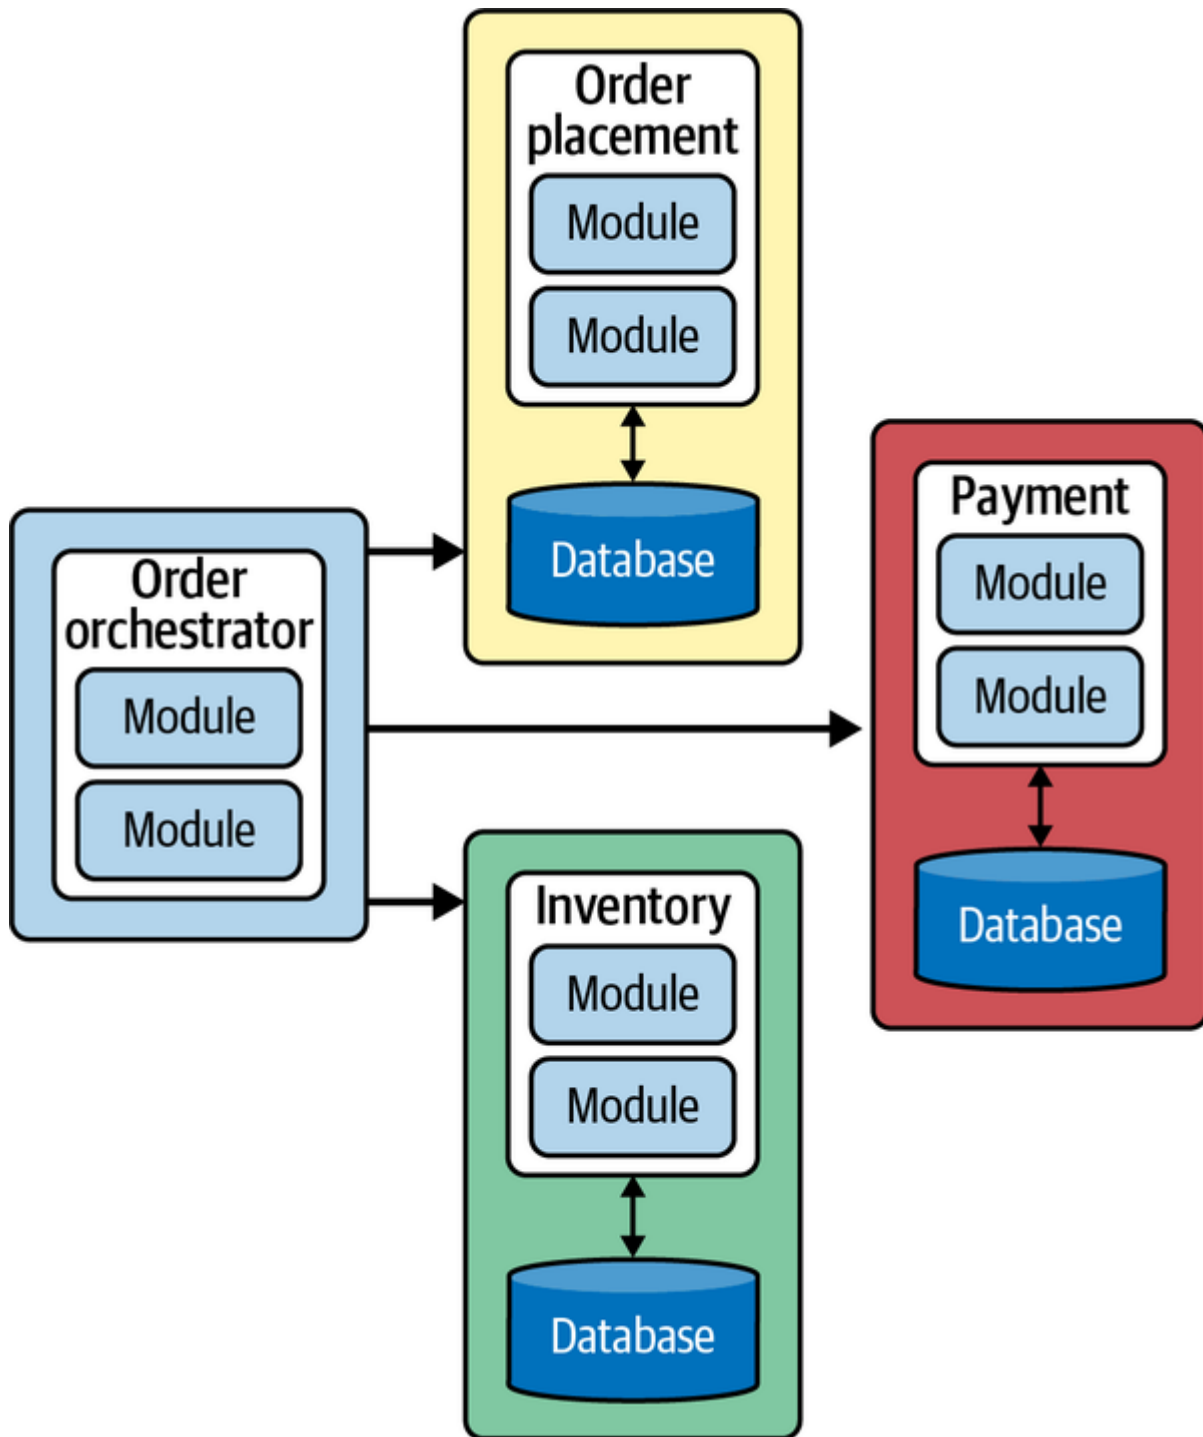 Order
placement
Module
Module
Database
Order
orchestrator
Module
Module
Payment
Module
Module
Database
Inventory
Module
Module
Database